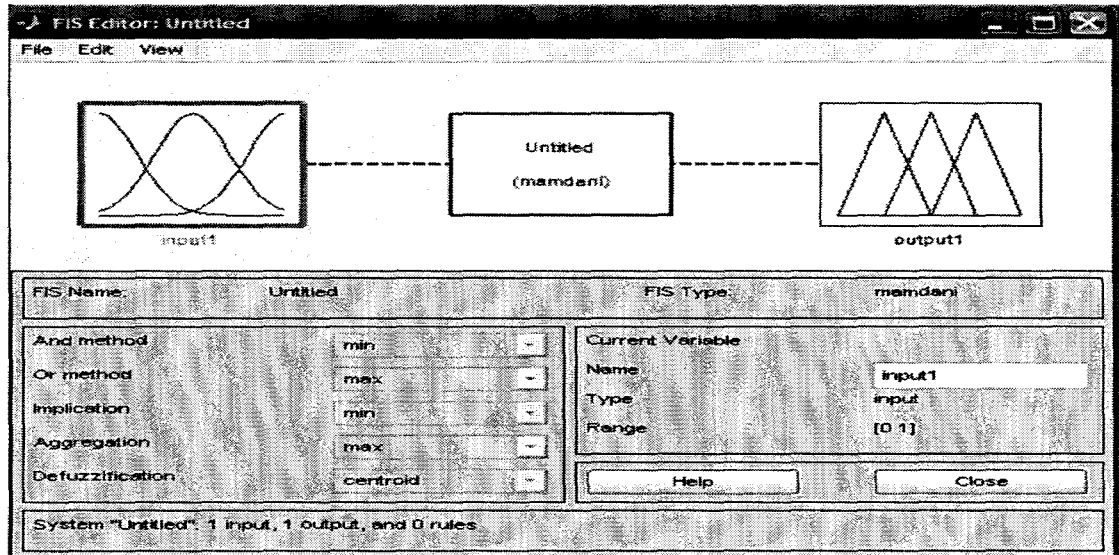 FIS Editor: Untitled
File Edit View
Untitled
(mamdani)
input1
output1
FIS Name: Untitled
FIS Type: mamdani
And method min
Or method max
Implication min
Aggregation max
Defuzzification centroid
Current Variable
Name input1
Type input
Range [0 1]
Help Close
System "Untitled": 1 input, 1 output, and 0 rules